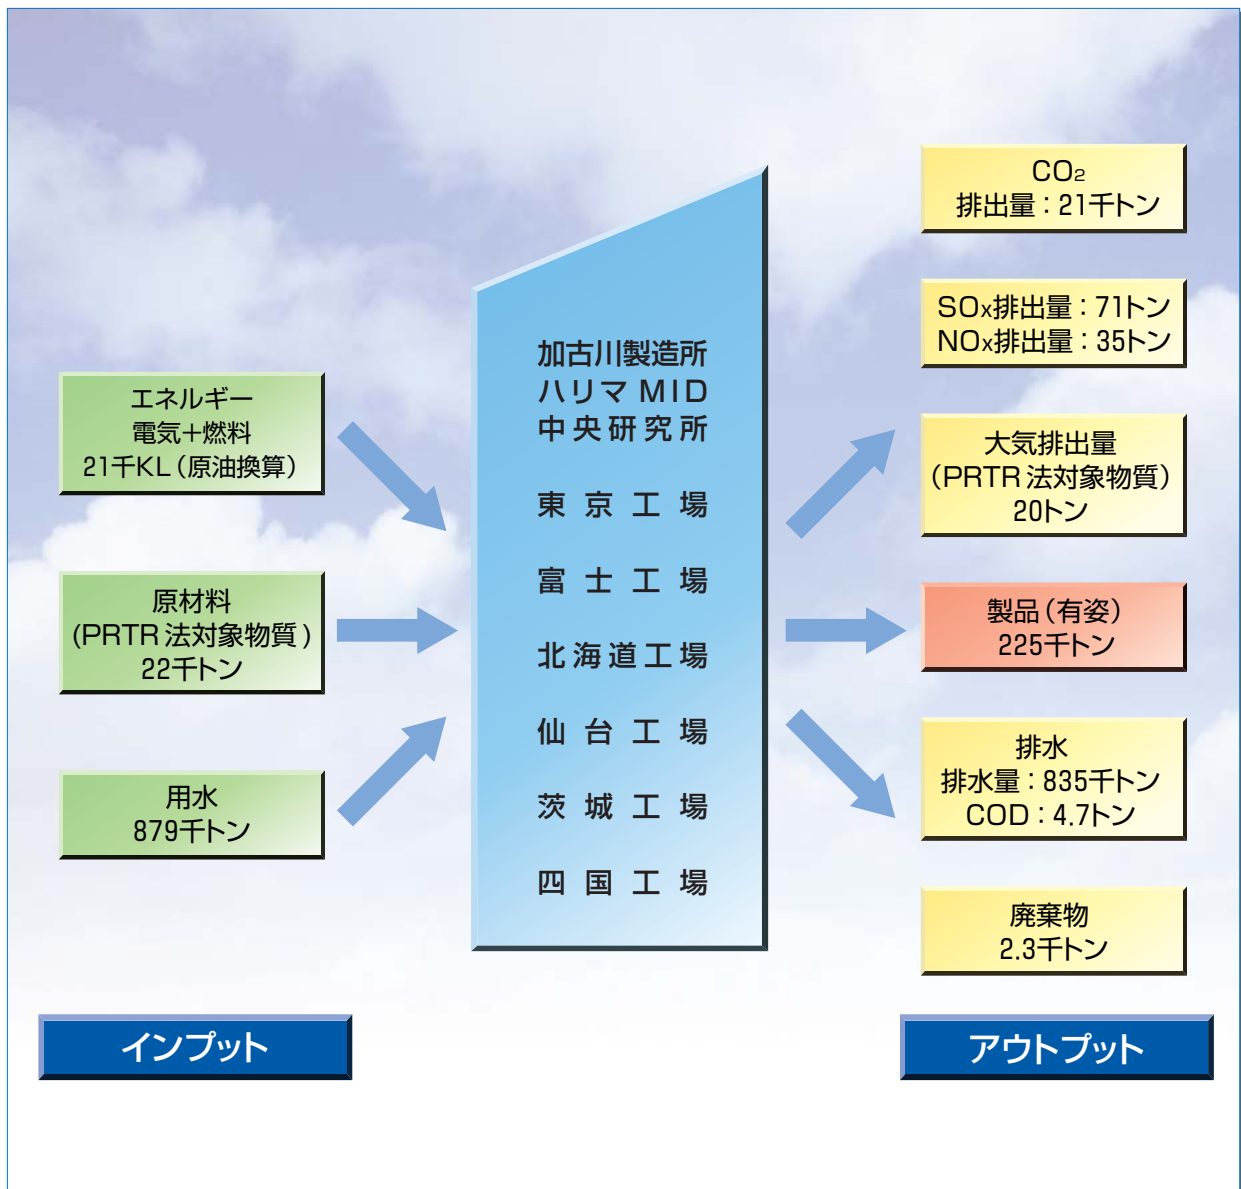 エネルギー
電気+燃料
21千KL(原油換算)
原材料
(PRTR法対象物質)
22千トン
用水
879千トン
インプット
加古川製造所
ハリマMID
中央研究所
東京工場
富士工場
北海道工場
仙台工場
茨城工場
四国工場
CO₂
排出量:21千トン
SOx排出量:71トン
NOx排出量:35トン
大気排出量
(PRTR法対象物質)
20トン
製品(有姿)
225千トン
排水
排水量:835千トン
COD:4.7トン
廃棄物
2.3千トン
アウトプット